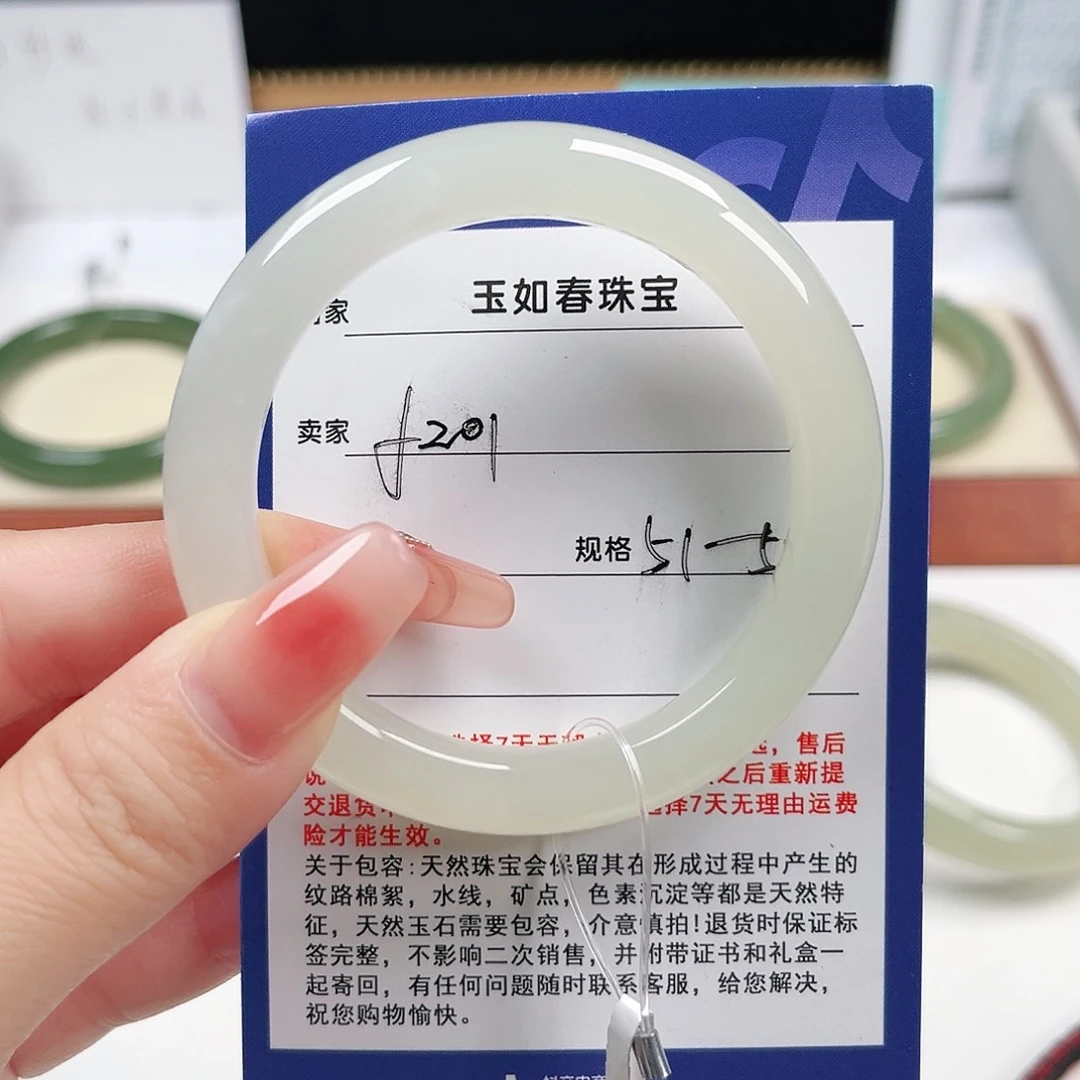 家 玉如春珠宝
卖家 f201
规格 51-5
择7天无理
，售后
说
之后重新提
交退货
择7天无理由运费
险才能生效。
关于包容：天然珠宝会保留其在形成过程中产生的
纹路棉絮，水线，矿点，色素沉淀等都是天然特
征，天然玉石需要包容，介意慎拍！退货时保证标
签完整，不影响二次销售，并附带证书和礼盒一
起寄回，有任何问题随时联系客服，给您解决，
祝您购物愉快。